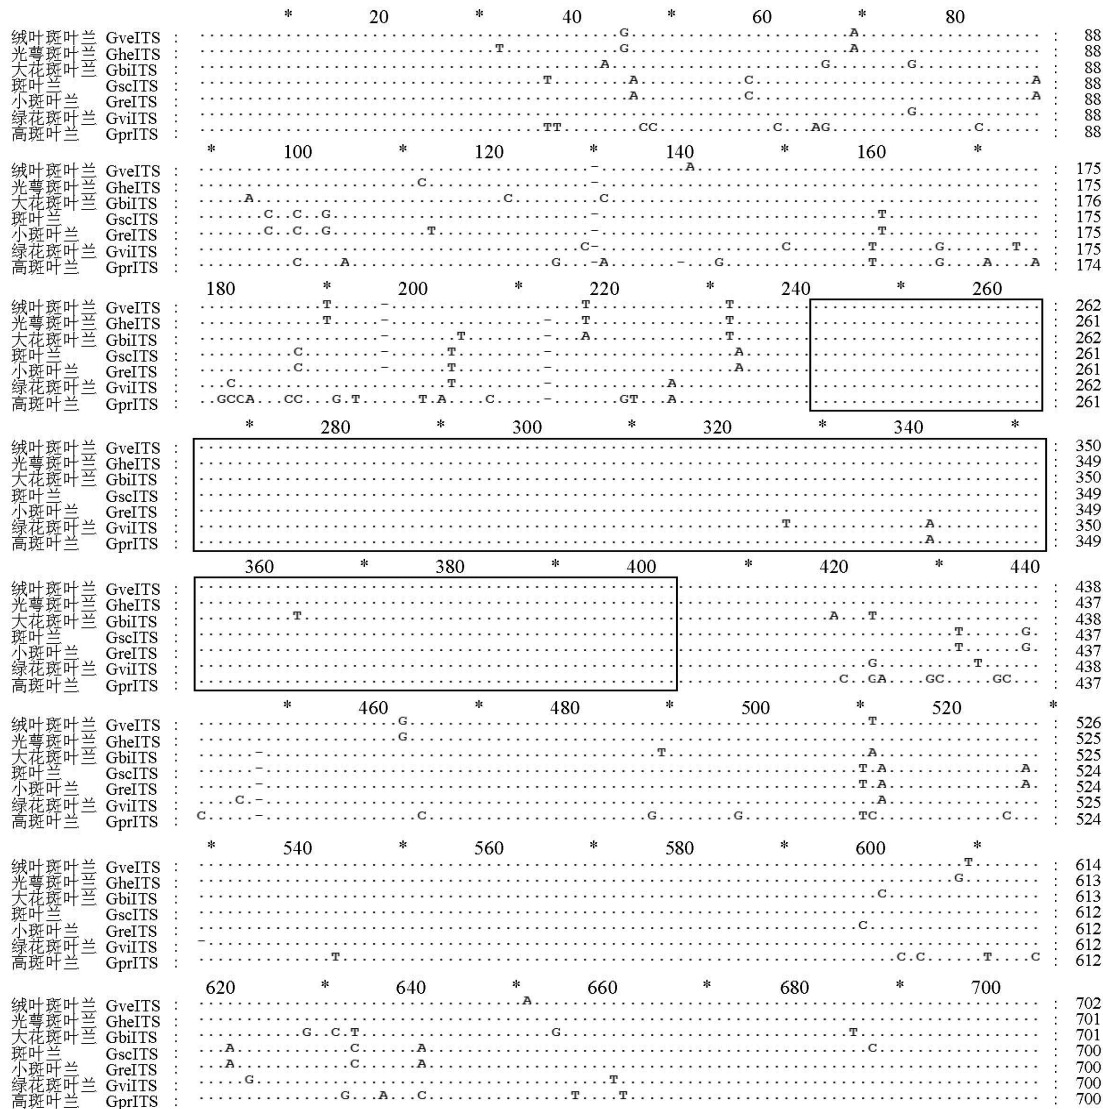 * 20 * 40 * 60 * 80
绒叶斑叶兰 GveITS : G A : 88
光萼斑叶兰 GheITS : T G A : 88
大花斑叶兰 GbiITS : A G G : 88
斑叶兰 GscITS : T A C A : 88
小斑叶兰 GreITS : A C A : 88
绿花斑叶兰 GviITS : G : 88
高斑叶兰 GprITS : TT CC C AG C : 88
* 100 * 120 * 140 * 160 *
绒叶斑叶兰 GveITS : - A : 175
光萼斑叶兰 GheITS : C - : 175
大花斑叶兰 GbiITS : A C C : 176
斑叶兰 GscITS : C C G - T : 175
小斑叶兰 GreITS : C C G T - T : 175
绿花斑叶兰 GviITS : C- C T G T : 175
高斑叶兰 GprITS : C A G -A - G T G A A : 174
180 * 200 * 220 * 240 * 260
绒叶斑叶兰 GveITS : T - T T : 262
光萼斑叶兰 GheITS : T - - T T : 261
大花斑叶兰 GbiITS : T - A T : 262
斑叶兰 GscITS : C - T - A : 261
小斑叶兰 GreITS : C - T - A : 261
绿花斑叶兰 GviITS : C T - A : 262
高斑叶兰 GprITS : GCCA CC G T T A C - GT A : 261
* 280 * 300 * 320 * 340 *
绒叶斑叶兰 GveITS : : 350
光萼斑叶兰 GheITS : : 349
大花斑叶兰 GbiITS : : 350
斑叶兰 GscITS : : 349
小斑叶兰 GreITS : : 349
绿花斑叶兰 GviITS : T A : 350
高斑叶兰 GprITS : A : 349
360 * 380 * 400 * 420 * 440
绒叶斑叶兰 GveITS : : 438
光萼斑叶兰 GheITS : : 437
大花斑叶兰 GbiITS : T A T : 438
斑叶兰 GscITS : T G : 437
小斑叶兰 GreITS : T G : 437
绿花斑叶兰 GviITS : G T : 438
高斑叶兰 GprITS : G GA GC GC : 437
* 460 * 480 * 500 * 520 *
绒叶斑叶兰 GveITS : G T : 526
光萼斑叶兰 GheITS : G : 525
大花斑叶兰 GbiITS : - T A : 525
斑叶兰 GscITS : - T A A : 524
小斑叶兰 GreITS : - T A A : 524
绿花斑叶兰 GviITS : C - A : 525
高斑叶兰 GprITS : C - C G G TC C : 524
* 540 * 560 * 580 * 600 *
绒叶斑叶兰 GveITS : T : 614
光萼斑叶兰 GheITS : G : 613
大花斑叶兰 GbiITS : C : 613
斑叶兰 GscITS : : 612
小斑叶兰 GreITS : C : 612
绿花斑叶兰 GviITS : - : 612
高斑叶兰 GprITS : T C C T C : 612
620 * 640 * 660 * 680 * 700
绒叶斑叶兰 GveITS : A : 702
光萼斑叶兰 GheITS : : 701
大花斑叶兰 GbiITS : G C T G T : 701
斑叶兰 GscITS : A C A C : 700
小斑叶兰 GreITS : A C A : 700
绿花斑叶兰 GviITS : G T : 700
高斑叶兰 GprITS : G A C T T : 700